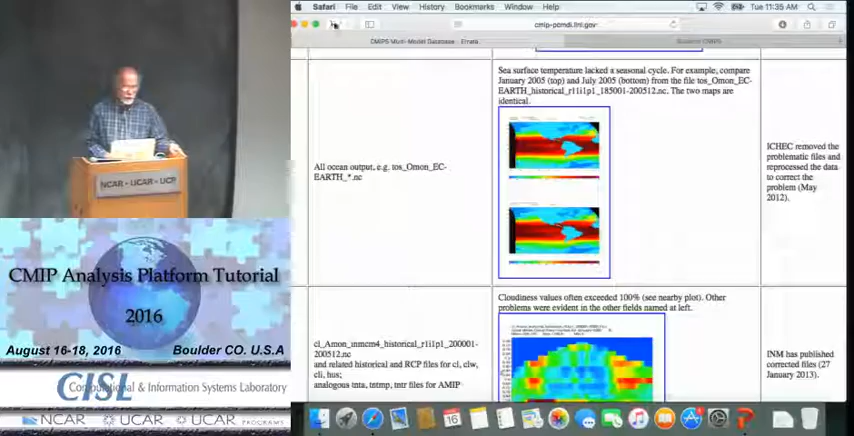 Safari File Edit View History Bookmarks Window Help
Tue 11:35 AM
cmip-pcmdi.llnl.gov
CMIP5 Multi-Model Database : Errata
Sea surface temperature lacked a seasonal cycle. For example, compare
January 2005 (top) and July 2005 (bottom) from the file tos_Omon_EC-
EARTH_historical_r11i1p1_185001-200512.nc. The two maps are
identical.
All ocean output, e.g. tos_Omon_EC-
EARTH_*.nc
ICHEC removed the
problematic files and
reprocessed the data
to correct the
problem (May
2012).
Cloudiness values often exceeded 100% (see nearby plot). Other
problems were evident in the other fields named at left.
cl_Amon_inmcm4_historical_r1i1p1_200001-
200512.nc
and related historical and RCP files for cl, clw,
cli, hus;
analogous tnta, tntmp, tntr files for AMIP
INM has published
corrected files (27
January 2013).
16
NCAR • UCAR • UCP
CMIP Analysis Platform Tutorial
2016
August 16-18, 2016 Boulder CO. U.S.A
CISL
Computational & Information Systems Laboratory
NCAR UCAR UCAR PROGRAMS